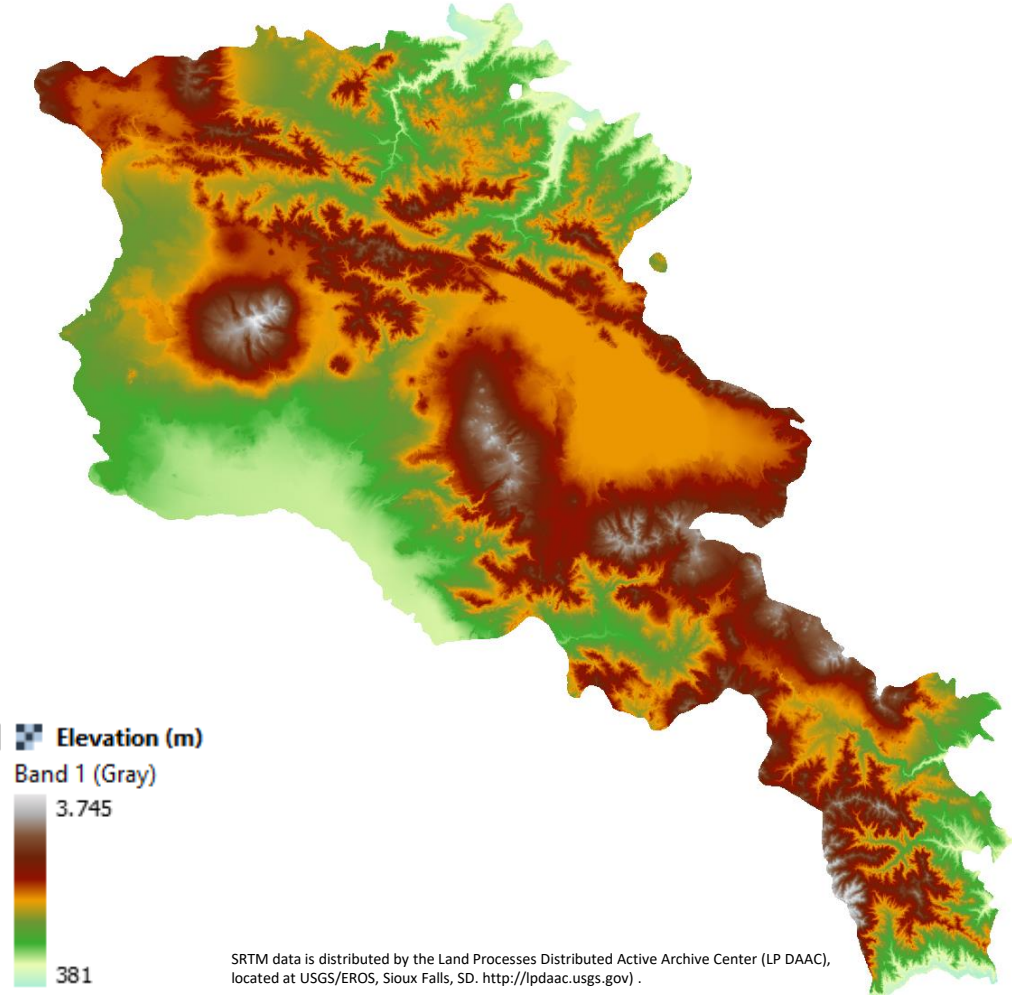 Elevation (m)
Band 1 (Gray)
3.745
381
SRTM data is distributed by the Land Processes Distributed Active Archive Center (LP DAAC),
located at USGS/EROS, Sioux Falls, SD. http://lpdaac.usgs.gov) .